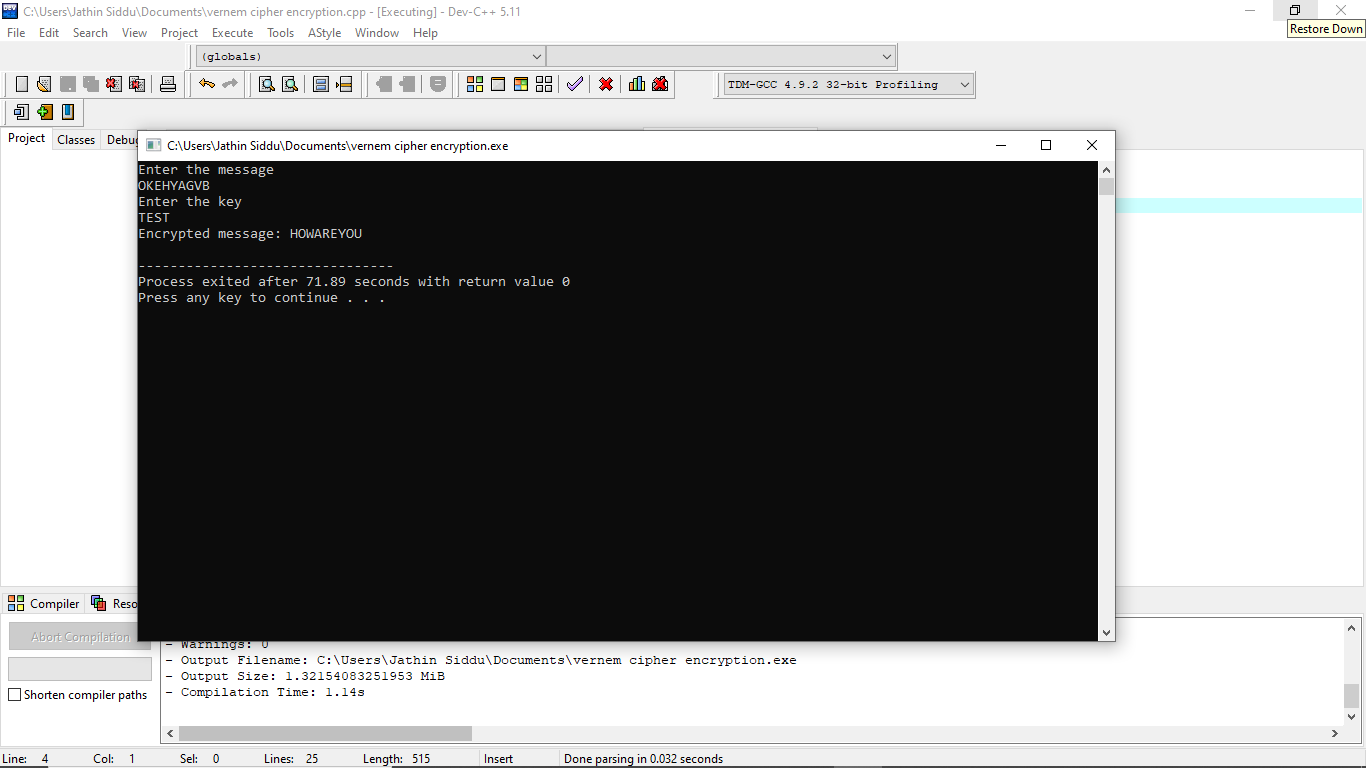 C:\Users\Jathin Siddu\Documents\vernem cipher encryption.cpp - [Executing] - Dev-C++ 5.11
Restore Down
File Edit Search View Project Execute Tools AStyle Window Help
(globals)
TDM-GCC 4.9.2 32-bit Profiling
Project Classes Debug
C:\Users\Jathin Siddu\Documents\vernem cipher encryption.exe
Enter the message
OKEHYAGVB
Enter the key
TEST
Encrypted message: HOWAREYOU
--------------------------------
Process exited after 71.89 seconds with return value 0
Press any key to continue . . .
Compiler Reso
Abort Compilation
Shorten compiler paths
- Warnings: 0
- Output Filename: C:\Users\Jathin Siddu\Documents\vernem cipher encryption.exe
- Output Size: 1.32154083251953 MiB
- Compilation Time: 1.14s
Line: 4 Col: 1 Sel: 0 Lines: 25 Length: 515 Insert Done parsing in 0.032 seconds